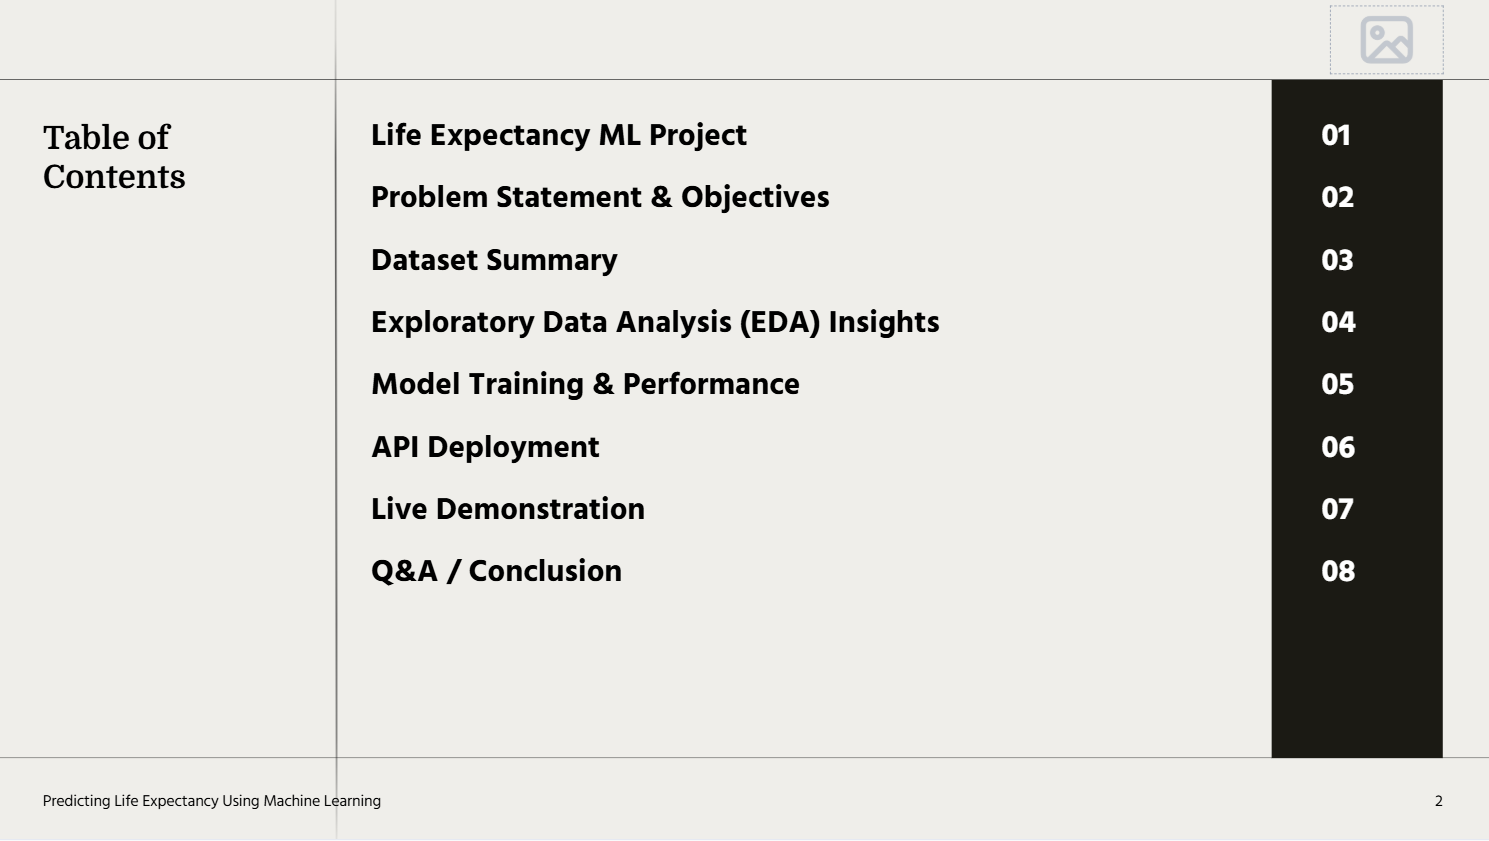 Table of
Contents
Life Expectancy ML Project 01
Problem Statement & Objectives 02
Dataset Summary 03
Exploratory Data Analysis (EDA) Insights 04
Model Training & Performance 05
API Deployment 06
Live Demonstration 07
Q&A / Conclusion 08
Predicting Life Expectancy Using Machine Learning 2